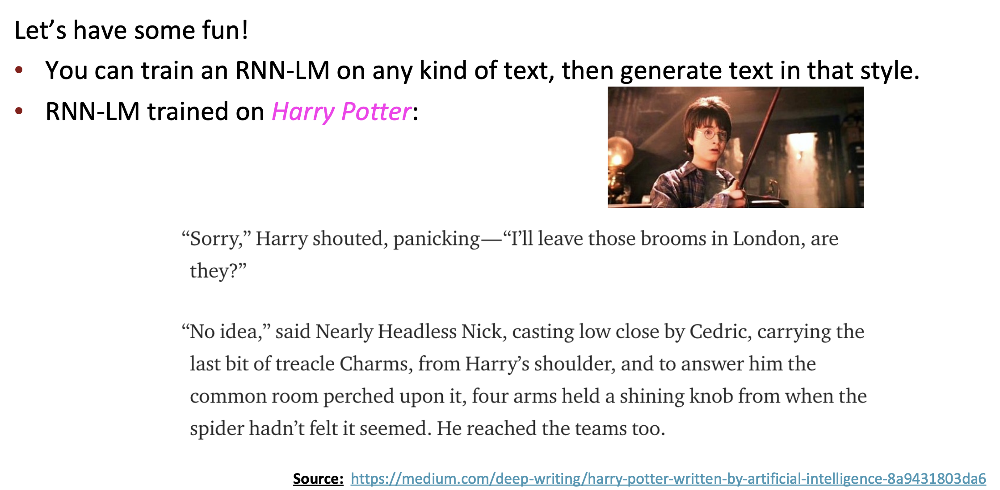 Let’s have some fun!
• You can train an RNN-LM on any kind of text, then generate text in that style.
• RNN-LM trained on Harry Potter:
“Sorry,” Harry shouted, panicking—“I’ll leave those brooms in London, are
they?”
“No idea,” said Nearly Headless Nick, casting low close by Cedric, carrying the
last bit of treacle Charms, from Harry’s shoulder, and to answer him the
common room perched upon it, four arms held a shining knob from when the
spider hadn’t felt it seemed. He reached the teams too.
Source: https://medium.com/deep-writing/harry-potter-written-by-artificial-intelligence-8a9431803da6